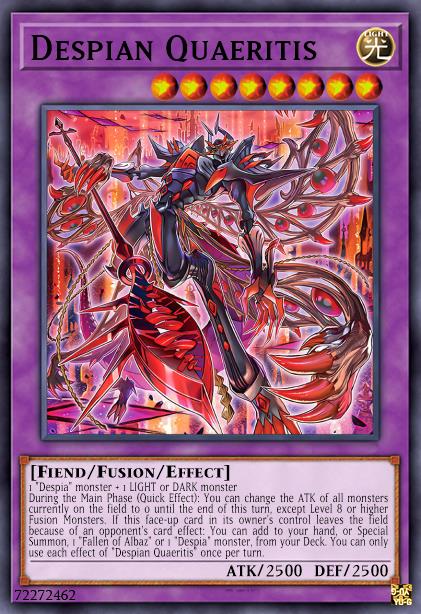 DESPIAN QUAERITIS
LIGHT
光
[FIEND/FUSION/EFFECT]
1 "Despia" monster + 1 LIGHT or DARK monster
During the Main Phase (Quick Effect): You can change the ATK of all monsters
currently on the field to 0 until the end of this turn, except Level 8 or higher
Fusion Monsters. If this face-up card in its owner's control leaves the field
because of an opponent's card effect: You can add to your hand, or Special
Summon, 1 "Fallen of Albaz" or 1 "Despia" monster, from your Deck. You can only
use each effect of "Despian Quaeritis" once per turn.
ATK/2500 DEF/2500
72272462